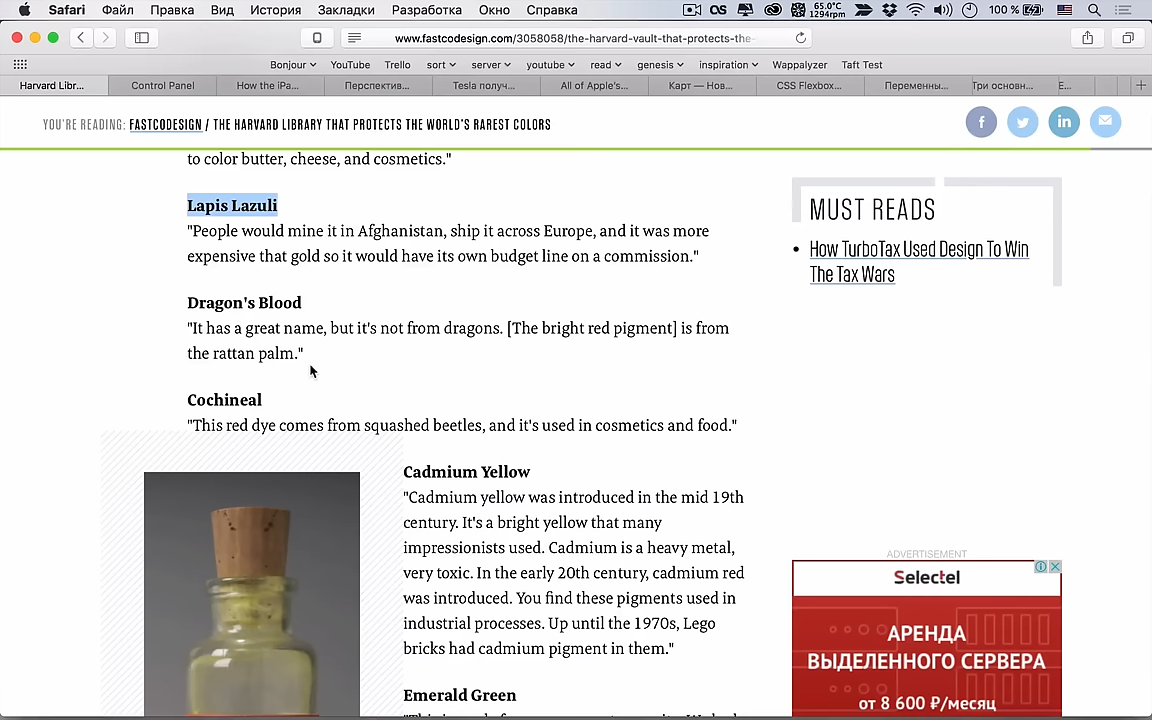 Safari Файл Правка Вид История Закладки Разработка Окно Справка OS 65.0°C 1294rpm 100 %
www.fastcodesign.com/3058058/the-harvard-vault-that-protects-the-
Bonjour YouTube Trello sort server youtube read genesis inspiration Wappalyzer Taft Test
Harvard Libr... Control Panel How the iPa... Перспектив... Tesla получ... All of Apple's... Карт — Нов... CSS Flexbox... Переменны... Три основн... E...
YOU'RE READING: FASTCODESIGN / THE HARVARD LIBRARY THAT PROTECTS THE WORLD'S RAREST COLORS
to color butter, cheese, and cosmetics."
Lapis Lazuli
"People would mine it in Afghanistan, ship it across Europe, and it was more
expensive that gold so it would have its own budget line on a commission."
Dragon's Blood
"It has a great name, but it's not from dragons. [The bright red pigment] is from
the rattan palm."
Cochineal
"This red dye comes from squashed beetles, and it's used in cosmetics and food."
Cadmium Yellow
"Cadmium yellow was introduced in the mid 19th
century. It's a bright yellow that many
impressionists used. Cadmium is a heavy metal,
very toxic. In the early 20th century, cadmium red
was introduced. You find these pigments used in
industrial processes. Up until the 1970s, Lego
bricks had cadmium pigment in them."
Emerald Green
MUST READS
• How TurboTax Used Design To Win
The Tax Wars
ADVERTISEMENT
Selectel
АРЕНДА
ВЫДЕЛЕННОГО СЕРВЕРА
от 8 600 ₽/месяц